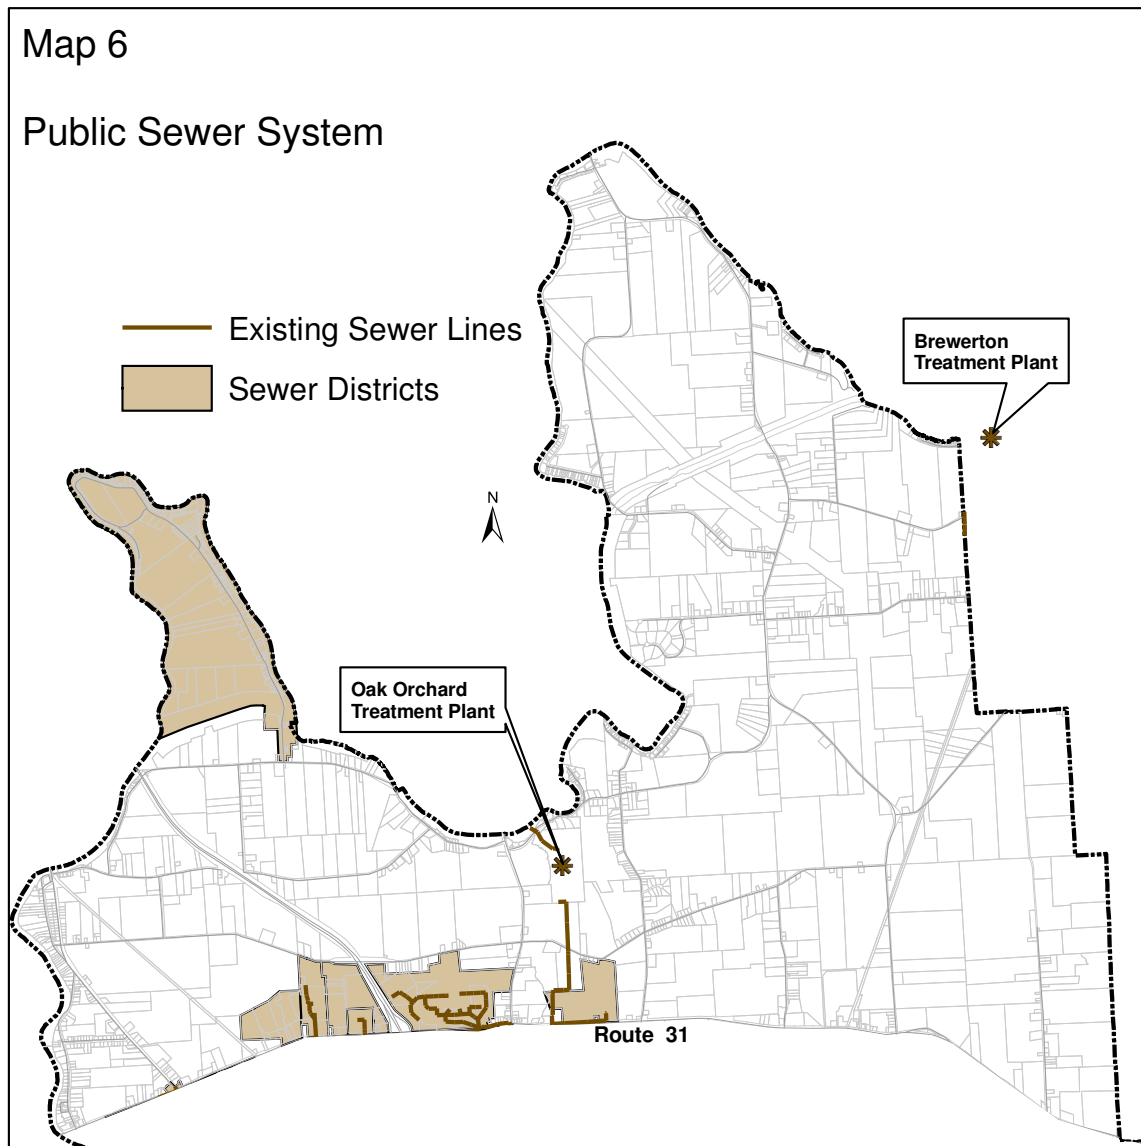 Map 6
Public Sewer System
Existing Sewer Lines
Sewer Districts
Brewerton
Treatment Plant
N
Oak Orchard
Treatment Plant
Route 31